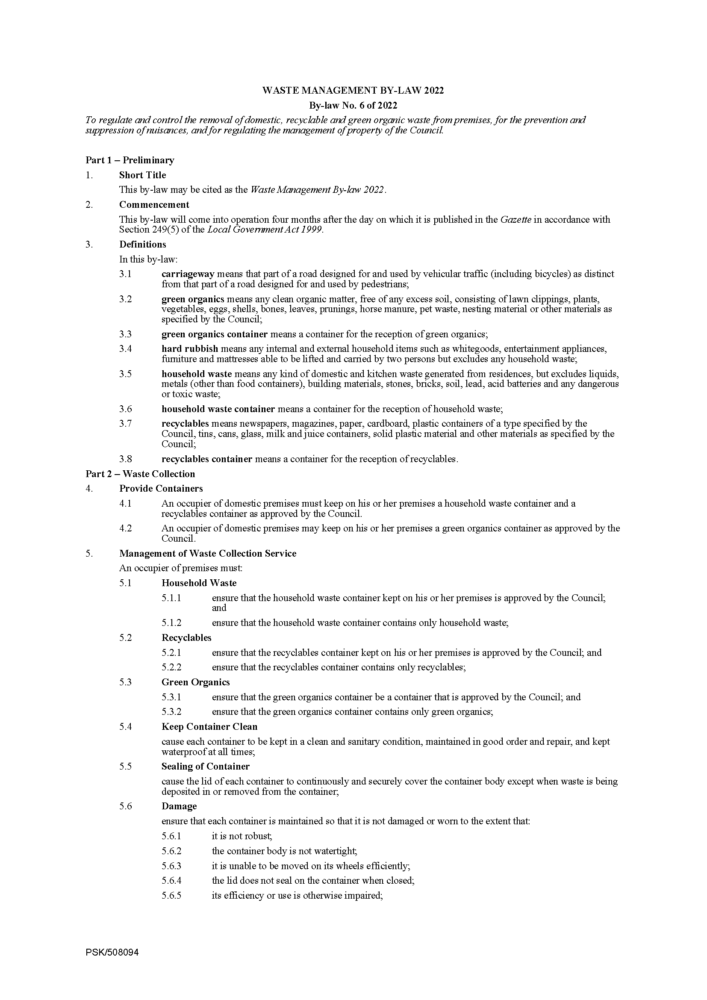 WASTE MANAGEMENT BY-LAW 2022
By-law No. 6 of 2022
To regulate and control the removal of domestic, recyclable and green organic waste from premises, for the prevention and
suppression of nuisances, and for regulating the management of property of the Council.
Part 1 – Preliminary
1. Short Title
This by-law may be cited as the Waste Management By-law 2022.
2. Commencement
This by-law will come into operation four months after the day on which it is published in the Gazette in accordance with
Section 249(5) of the Local Government Act 1999.
3. Definitions
In this by-law:
3.1 carriageway means that part of a road designed for and used by vehicular traffic (including bicycles) as distinct
from that part of a road designed for and used by pedestrians;
3.2 green organics means any clean organic matter, free of any excess soil, consisting of lawn clippings, plants,
vegetables, eggs, shells, bones, leaves, prunings, horse manure, pet waste, nesting material or other materials as
specified by the Council;
3.3 green organics container means a container for the reception of green organics;
3.4 hard rubbish means any internal and external household items such as whitegoods, entertainment appliances,
furniture and mattresses able to be lifted and carried by two persons but excludes any household waste;
3.5 household waste means any kind of domestic and kitchen waste generated from residences, but excludes liquids,
metals (other than food containers), building materials, stones, bricks, soil, lead, acid batteries and any dangerous
or toxic waste;
3.6 household waste container means a container for the reception of household waste;
3.7 recyclables means newspapers, magazines, paper, cardboard, plastic containers of a type specified by the
Council, tins, cans, glass, milk and juice containers, solid plastic material and other materials as specified by the
Council;
3.8 recyclables container means a container for the reception of recyclables.
Part 2 – Waste Collection
4. Provide Containers
4.1 An occupier of domestic premises must keep on his or her premises a household waste container and a
recyclables container as approved by the Council.
4.2 An occupier of domestic premises may keep on his or her premises a green organics container as approved by the
Council.
5. Management of Waste Collection Service
An occupier of premises must:
5.1 Household Waste
5.1.1 ensure that the household waste container kept on his or her premises is approved by the Council;
and
5.1.2 ensure that the household waste container contains only household waste;
5.2 Recyclables
5.2.1 ensure that the recyclables container kept on his or her premises is approved by the Council; and
5.2.2 ensure that the recyclables container contains only recyclables;
5.3 Green Organics
5.3.1 ensure that the green organics container be a container that is approved by the Council; and
5.3.2 ensure that the green organics container contains only green organics;
5.4 Keep Container Clean
cause each container to be kept in a clean and sanitary condition, maintained in good order and repair, and kept
waterproof at all times;
5.5 Sealing of Container
cause the lid of each container to continuously and securely cover the container body except when waste is being
deposited in or removed from the container;
5.6 Damage
ensure that each container is maintained so that it is not damaged or worn to the extent that:
5.6.1 it is not robust;
5.6.2 the container body is not watertight;
5.6.3 it is unable to be moved on its wheels efficiently;
5.6.4 the lid does not seal on the container when closed;
5.6.5 its efficiency or use is otherwise impaired;
PSK/508094